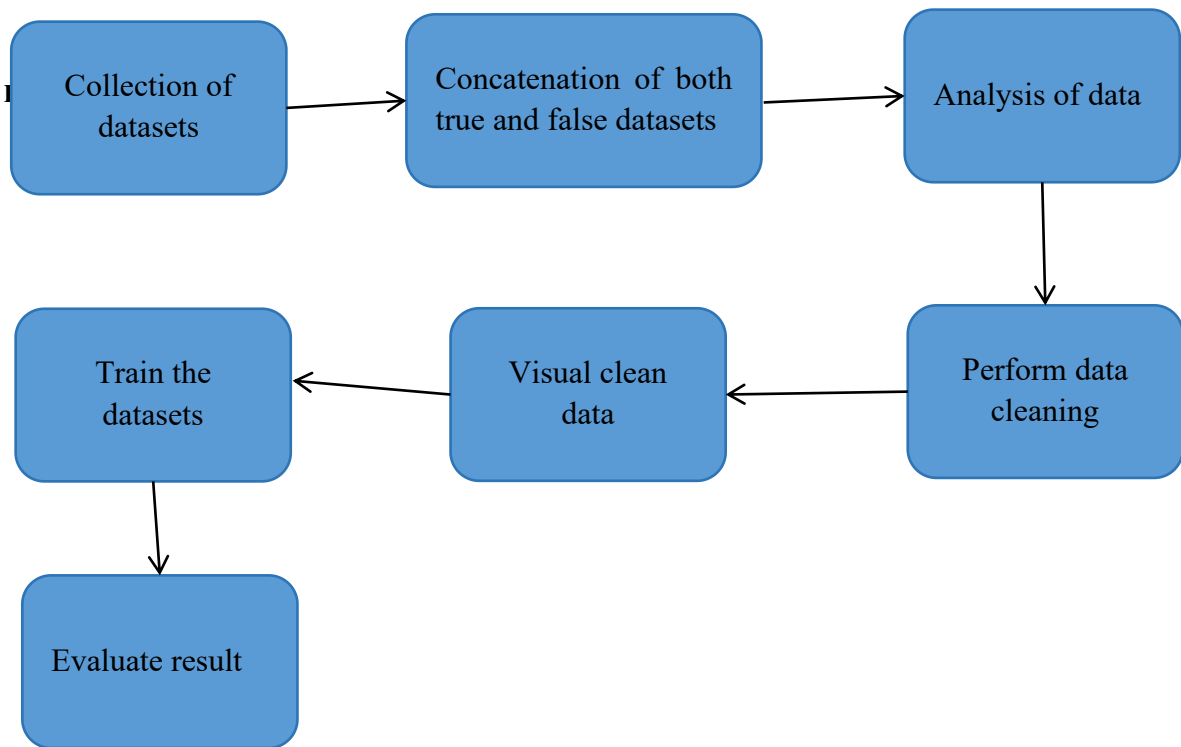 Collection of
datasets
Concatenation of both
true and false datasets
Analysis of data
Perform data
cleaning
Visual clean
data
Train the
datasets
Evaluate result